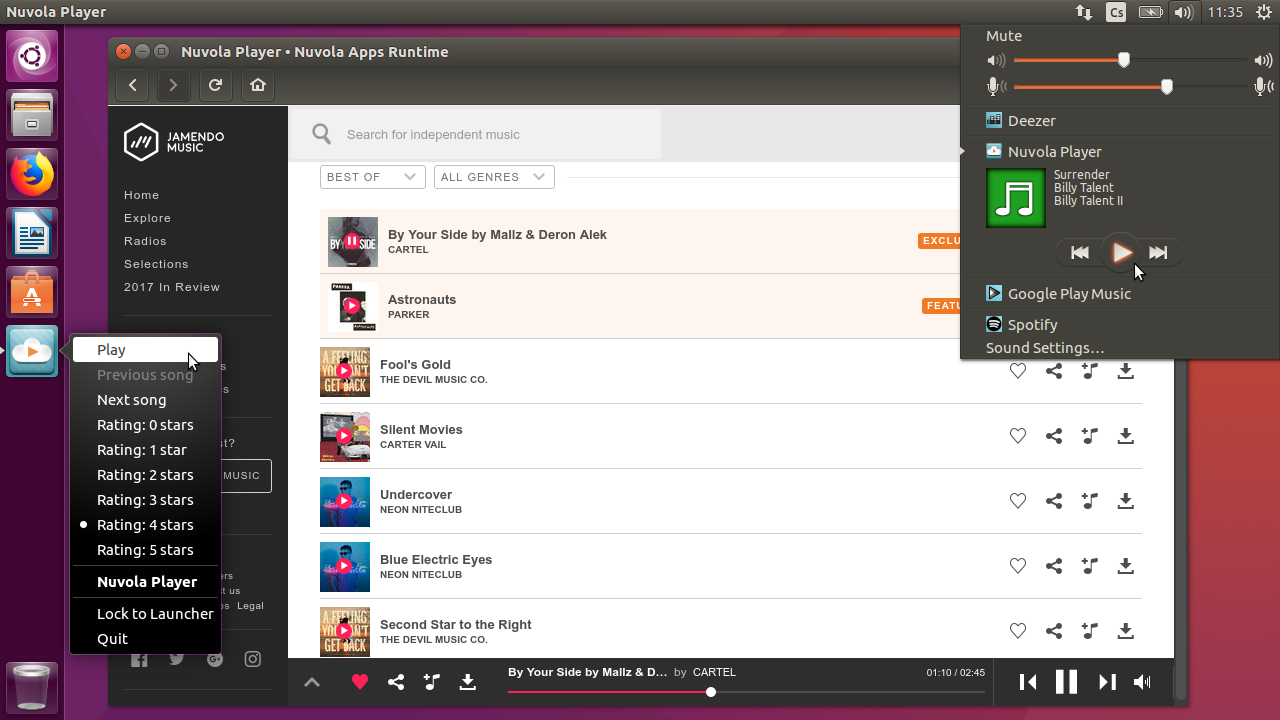 Nuvola Player
Cs
11:35
Nuvola Player • Nuvola Apps Runtime
JAMENDO
MUSIC
Home
Explore
Radios
Selections
2017 In Review
MUSIC
Legal
Play
Previous song
Next song
Rating: 0 stars
Rating: 1 star
Rating: 2 stars
Rating: 3 stars
Rating: 4 stars
Rating: 5 stars
Nuvola Player
Lock to Launcher
Quit
Search for independent music
BEST OF
ALL GENRES
By Your Side by Mallz & Deron Alek
CARTEL
EXCLU
Astronauts
PARKER
FEATU
Fool's Gold
THE DEVIL MUSIC CO.
Silent Movies
CARTER VAIL
Undercover
NEON NITECLUB
Blue Electric Eyes
NEON NITECLUB
Second Star to the Right
THE DEVIL MUSIC CO.
By Your Side by Mallz & D... by CARTEL
01:10 / 02:45
Mute
Deezer
Nuvola Player
Surrender
Billy Talent
Billy Talent II
Google Play Music
Spotify
Sound Settings...